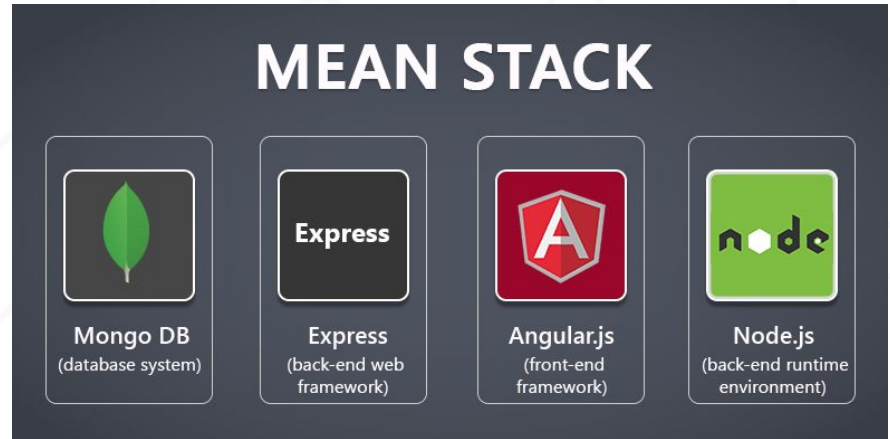 MEAN STACK
Express
A
node
Mongo DB
(database system)
Express
(back-end web
framework)
Angular.js
(front-end
framework)
Node.js
(back-end runtime
environment)